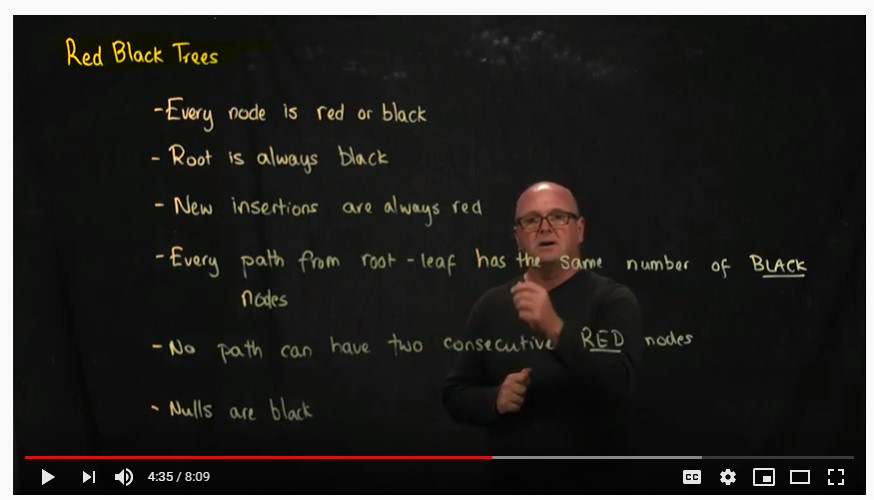 Red Black Trees
- Every node is red or black
- Root is always black
- New insertions are always red
- Every path from root - leaf has the same number of BLACK
nodes
- No path can have two consecutive RED nodes
- Nulls are black
4:35 / 8:09
CC